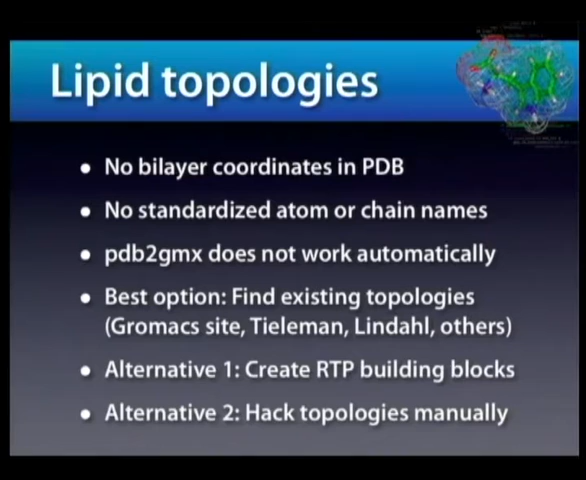 Lipid topologies
• No bilayer coordinates in PDB
• No standardized atom or chain names
• pdb2gmx does not work automatically
• Best option: Find existing topologies
(Gromacs site, Tieleman, Lindahl, others)
• Alternative 1: Create RTP building blocks
• Alternative 2: Hack topologies manually